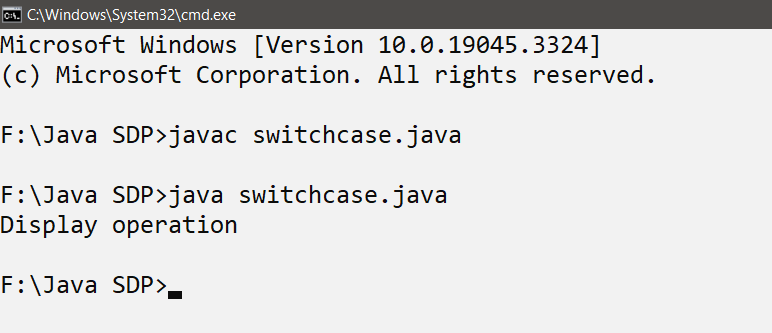 C:\Windows\System32\cmd.exe
Microsoft Windows [Version 10.0.19045.3324]
(c) Microsoft Corporation. All rights reserved.
F:\Java SDP>javac switchcase.java
F:\Java SDP>java switchcase.java
Display operation
F:\Java SDP>